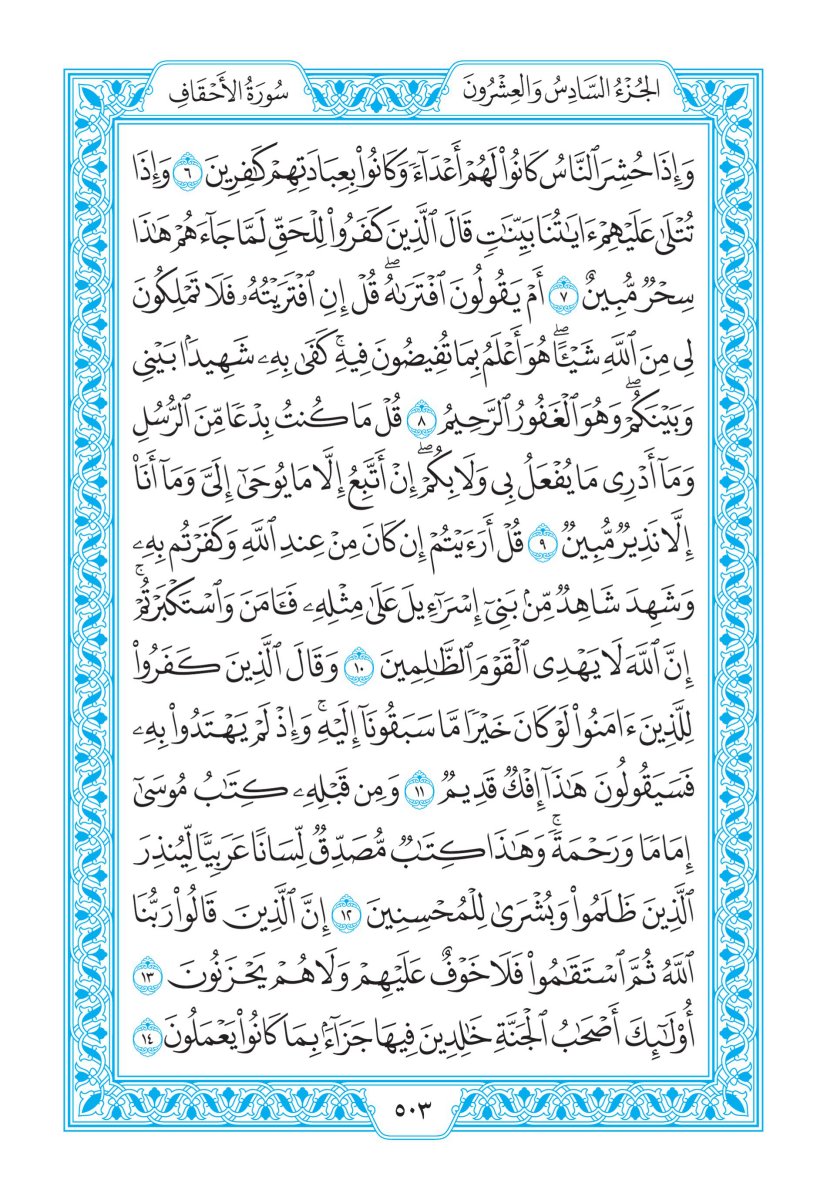 الجُزْءُ السَّادِسُ وَالعِشْرُونَ
سُورَةُ الأَحْقَافِ
وَإِذَا حُشِرَ ٱلنَّاسُ كَانُوا۟ لَهُمْ أَعْدَآءً وَكَانُوا۟ بِعِبَادَتِهِمْ كَٰفِرِينَ ٦ وَإِذَا
تُتْلَىٰ عَلَيْهِمْ ءَايَٰتُنَا بَيِّنَٰتٍ قَالَ ٱلَّذِينَ كَفَرُوا۟ لِلْحَقِّ لَمَّا جَآءَهُمْ هَٰذَا
سِحْرٌ مُّبِينٌ ٧ أَمْ يَقُولُونَ ٱفْتَرَىٰهُ ۖ قُلْ إِنِ ٱفْتَرَيْتُهُۥ فَلَا تَمْلِكُونَ
لِى مِنَ ٱللَّهِ شَيْـًٔا ۖ هُوَ أَعْلَمُ بِمَا تُفِيضُونَ فِيهِ ۚ كَفَىٰ بِهِۦ شَهِيدًۢا بَيْنِى
وَبَيْنَكُمْ ۖ وَهُوَ ٱلْغَفُورُ ٱلرَّحِيمُ ٨ قُلْ مَا كُنتُ بِدْعًا مِّنَ ٱلرُّسُلِ
وَمَآ أَدْرِى مَا يُفْعَلُ بِى وَلَا بِكُمْ ۖ إِنْ أَتَّبِعُ إِلَّا مَا يُوحَىٰٓ إِلَىَّ وَمَآ أَنَا۠
إِلَّا نَذِيرٌ مُّبِينٌ ٩ قُلْ أَرَءَيْتُمْ إِن كَانَ مِنْ عِندِ ٱللَّهِ وَكَفَرْتُم بِهِۦ
وَشَهِدَ شَاهِدٌ مِّنۢ بَنِىٓ إِسْرَٰٓءِيلَ عَلَىٰ مِثْلِهِۦ فَـَٔامَنَ وَٱسْتَكْبَرْتُمْ ۚ
إِنَّ ٱللَّهَ لَا يَهْدِى ٱلْقَوْمَ ٱلظَّٰلِمِينَ ١٠ وَقَالَ ٱلَّذِينَ كَفَرُوا۟
لِلَّذِينَ ءَامَنُوا۟ لَوْ كَانَ خَيْرًا مَّا سَبَقُونَآ إِلَيْهِ ۚ وَإِذْ لَمْ يَهْتَدُوا۟ بِهِۦ
فَسَيَقُولُونَ هَٰذَآ إِفْكٌ قَدِيمٌ ١١ وَمِن قَبْلِهِۦ كِتَٰبُ مُوسَىٰٓ
إِمَامًا وَرَحْمَةً ۚ وَهَٰذَا كِتَٰبٌ مُّصَدِّقٌ لِّسَانًا عَرَبِيًّا لِّيُنذِرَ
ٱلَّذِينَ ظَلَمُوا۟ وَبُشْرَىٰ لِلْمُحْسِنِينَ ١٢ إِنَّ ٱلَّذِينَ قَالُوا۟ رَبُّنَا
ٱللَّهُ ثُمَّ ٱسْتَقَٰمُوا۟ فَلَا خَوْفٌ عَلَيْهِمْ وَلَا هُمْ يَحْزَنُونَ ١٣
أُو۟لَٰٓئِكَ أَصْحَٰبُ ٱلْجَنَّةِ خَٰلِدِينَ فِيهَا جَزَآءًۢ بِمَا كَانُوا۟ يَعْمَلُونَ ١٤
٥٠٣